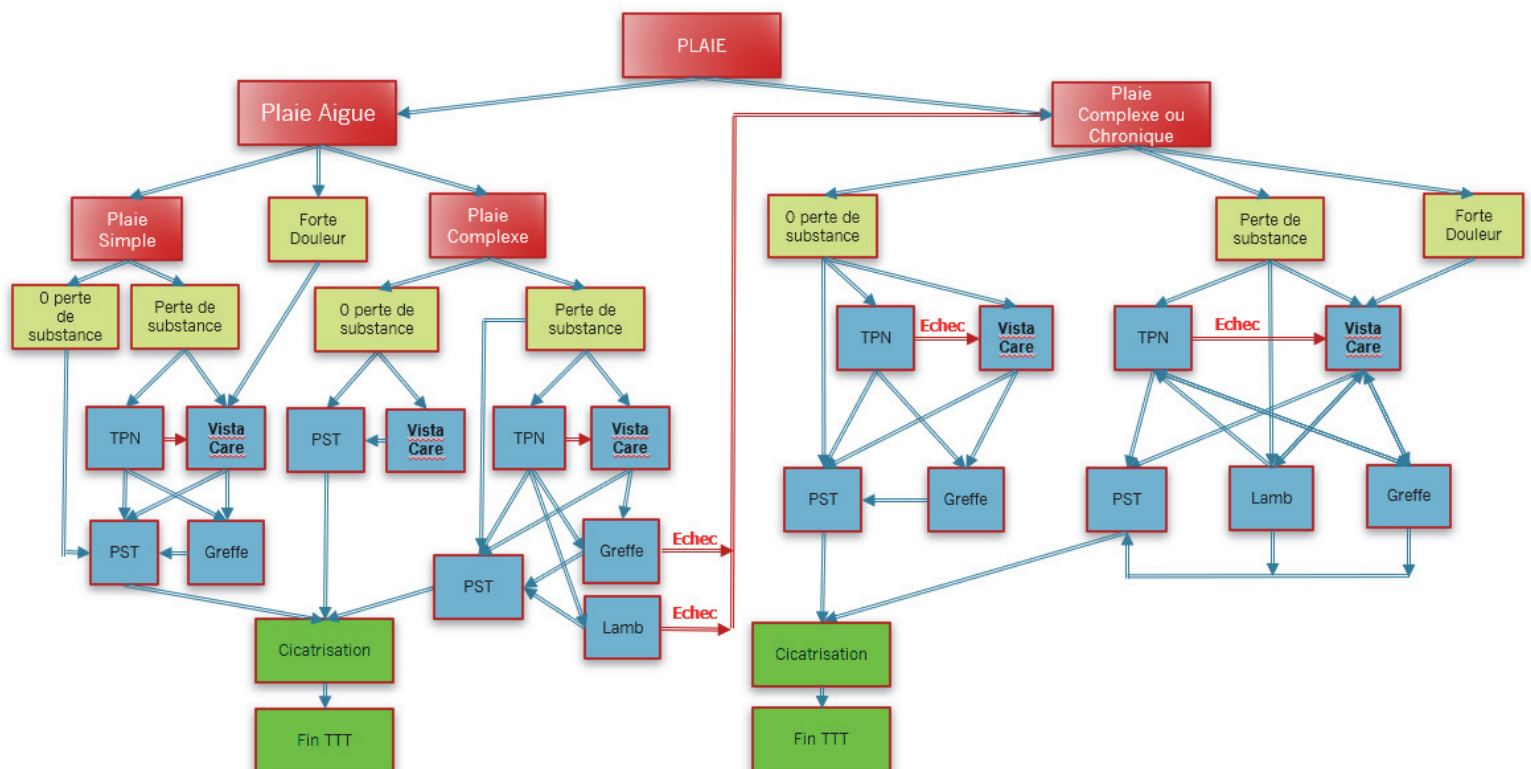 PLAIE
Plaie Aigue
Plaie
Complexe ou
Chronique
Plaie
Simple
Forte
Douleur
Plaie
Complexe
0 perte de
substance
Perte de
substance
Forte
Douleur
0 perte
de
substance
Perte de
substance
0 perte de
substance
Perte de
substance
TPN
Echec
Vista
Care
TPN
Echec
Vista
Care
TPN
Vista
Care
PST
Vista
Care
TPN
Vista
Care
PST
Greffe
PST
Lamb
Greffe
PST
Greffe
PST
Greffe
Echec
Lamb
Echec
Cicatrisation
Cicatrisation
Fin TTT
Fin TTT